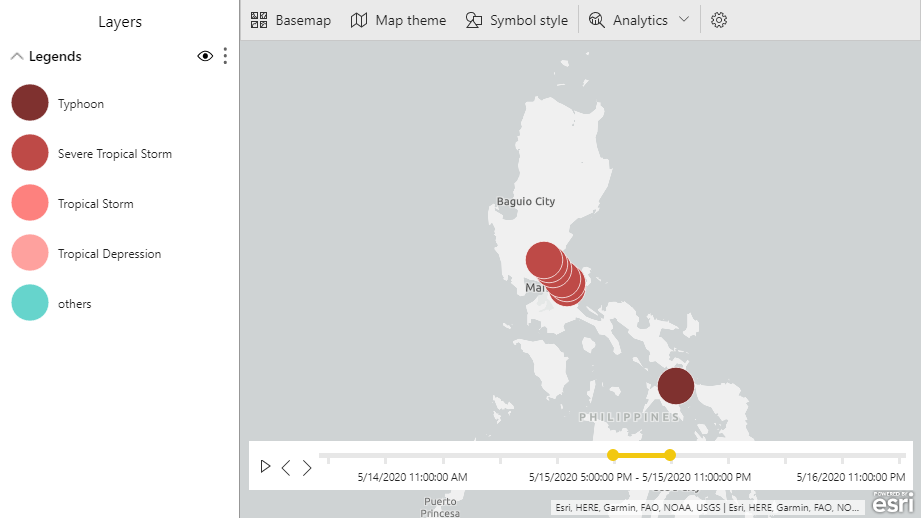 Layers
Legends
Typhoon
Severe Tropical Storm
Tropical Storm
Tropical Depression
others
Basemap
Map theme
Symbol style
Analytics
Baguio City
PHILIPPINES
5/14/2020 11:00:00 AM
5/15/2020 5:00:00 PM - 5/15/2020 11:00:00 PM
5/16/2020 11:00:00 PM
Puerto
Princesa
Esri, HERE, Garmin, FAO, NOAA, USGS | Esri, HERE, Garmin, FAO, NO...
POWERED BY
esri